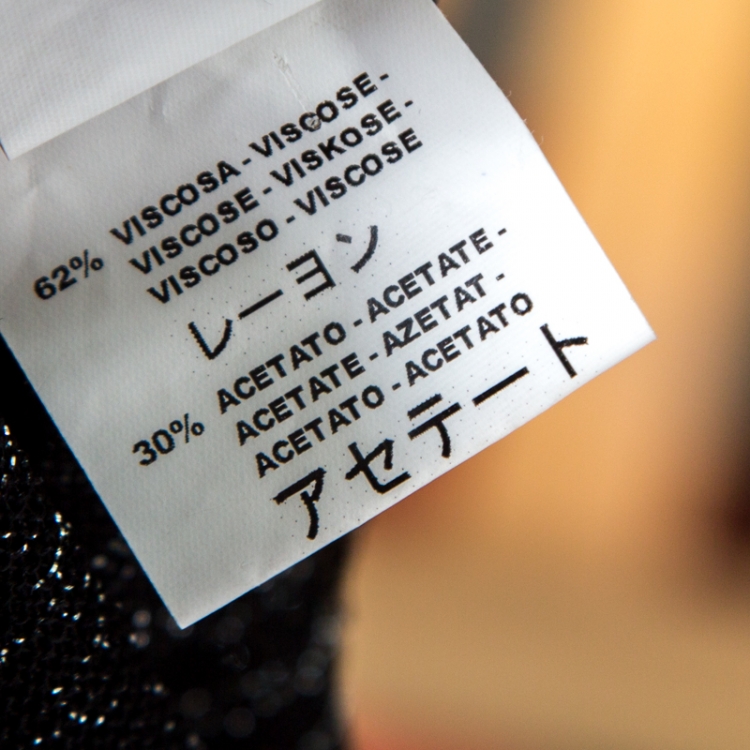 62% VISCOSA - VISCOSE -
VISCOSE - VISKOSE -
VISCOSO - VISCOSE
レーヨン
30% ACETATO - ACETATE -
ACETATE - AZETAT -
ACETATO - ACETATO
アセテート